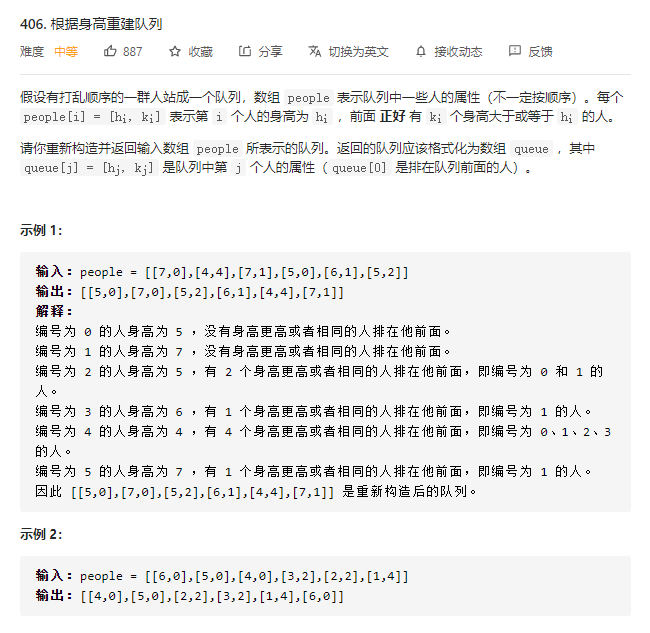 406. 根据身高重建队列
难度 中等 887 收藏 分享 切换为英文 接收动态 反馈
假设有打乱顺序的一群人站成一个队列，数组 people 表示队列中一些人的属性（不一定按顺序）。每个
people[i] = [hi, ki] 表示第 i 个人的身高为 hi ，前面 正好 有 ki 个身高大于或等于 hi 的人。
请你重新构造并返回输入数组 people 所表示的队列。返回的队列应该格式化为数组 queue ，其中
queue[j] = [hj, kj] 是队列中第 j 个人的属性（queue[0] 是排在队列前面的人）。
示例 1：
输入：people = [[7,0],[4,4],[7,1],[5,0],[6,1],[5,2]]
输出：[[5,0],[7,0],[5,2],[6,1],[4,4],[7,1]]
解释：
编号为 0 的人身高为 5 ，没有身高更高或者相同的人排在他前面。
编号为 1 的人身高为 7 ，没有身高更高或者相同的人排在他前面。
编号为 2 的人身高为 5 ，有 2 个身高更高或者相同的人排在他前面，即编号为 0 和 1 的
人。
编号为 3 的人身高为 6 ，有 1 个身高更高或者相同的人排在他前面，即编号为 1 的人。
编号为 4 的人身高为 4 ，有 4 个身高更高或者相同的人排在他前面，即编号为 0、1、2、3
的人。
编号为 5 的人身高为 7 ，有 1 个身高更高或者相同的人排在他前面，即编号为 1 的人。
因此 [[5,0],[7,0],[5,2],[6,1],[4,4],[7,1]] 是重新构造后的队列。
示例 2：
输入：people = [[6,0],[5,0],[4,0],[3,2],[2,2],[1,4]]
输出：[[4,0],[5,0],[2,2],[3,2],[1,4],[6,0]]